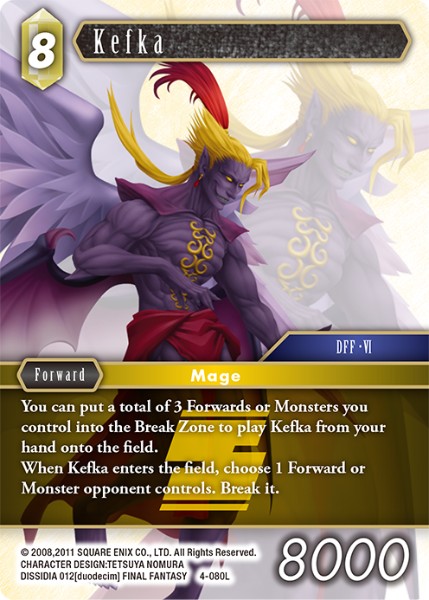 8
Kefka
DFF・VI
Forward
Mage
You can put a total of 3 Forwards or Monsters you
control into the Break Zone to play Kefka from your
hand onto the field.
When Kefka enters the field, choose 1 Forward or
Monster opponent controls. Break it.
© 2008,2011 SQUARE ENIX CO., LTD. All Rights Reserved.
CHARACTER DESIGN:TETSUYA NOMURA
DISSIDIA 012[duodecim] FINAL FANTASY 4-080L
8000